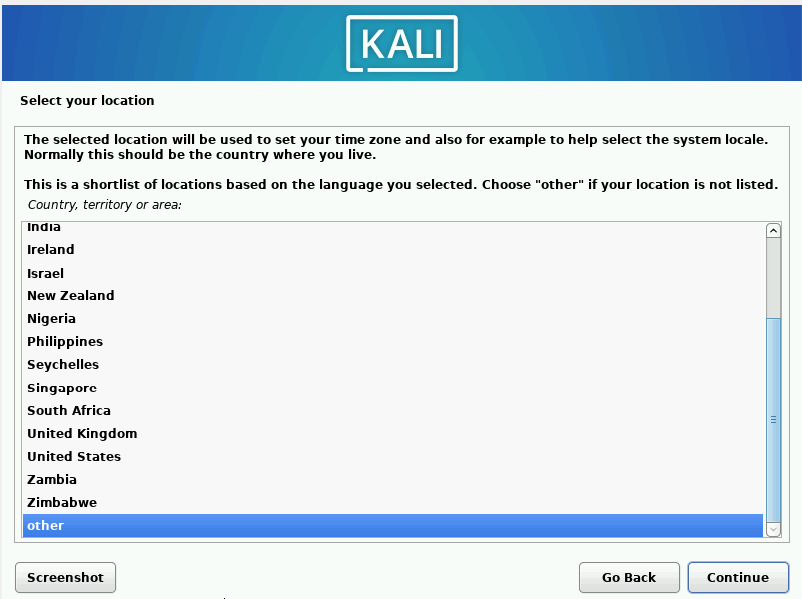 KALI
Select your location
The selected location will be used to set your time zone and also for example to help select the system locale.
Normally this should be the country where you live.
This is a shortlist of locations based on the language you selected. Choose "other" if your location is not listed.
Country, territory or area:
India
Ireland
Israel
New Zealand
Nigeria
Philippines
Seychelles
Singapore
South Africa
United Kingdom
United States
Zambia
Zimbabwe
other
Screenshot
Go Back
Continue